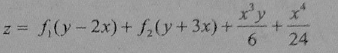 z = f₁(y − 2x) + f₂(y + 3x) + x³y/6 + x⁴/24